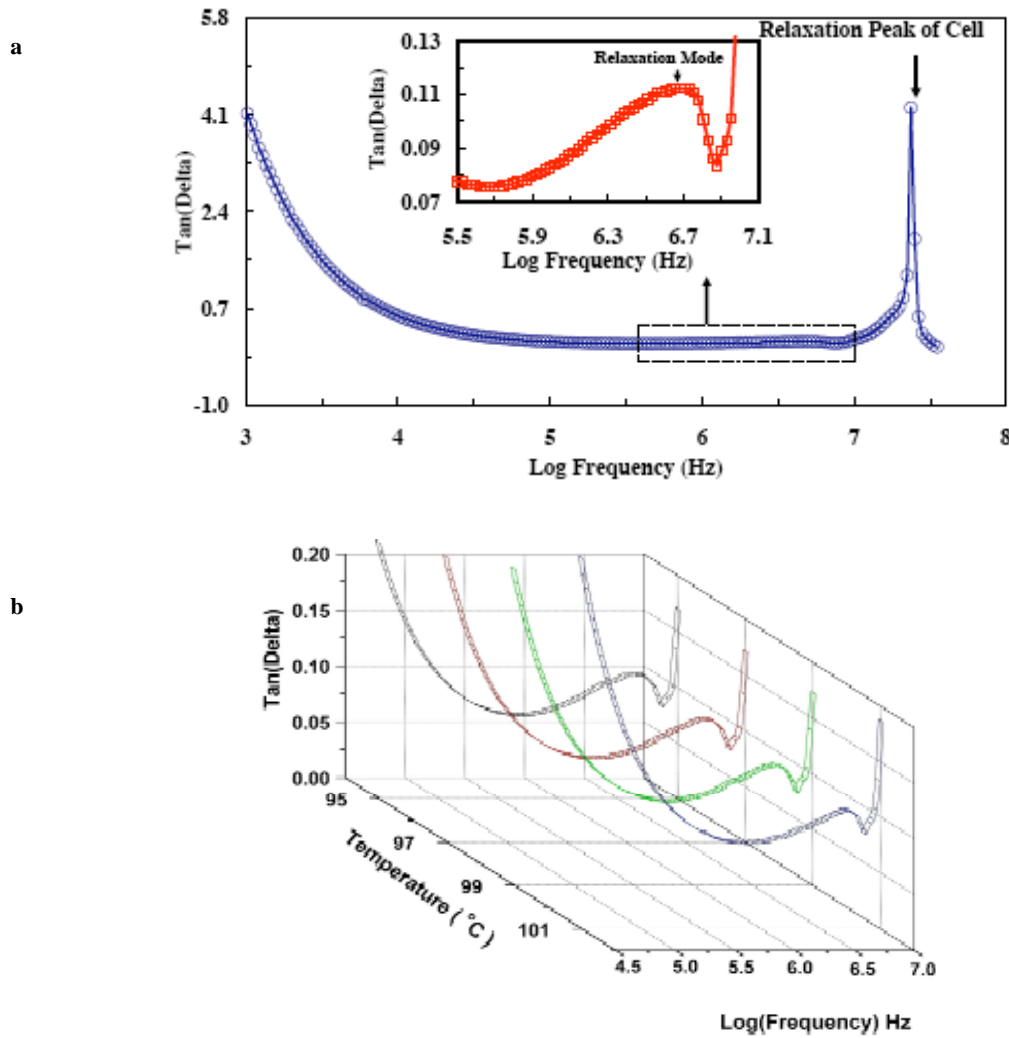 a
5.8
4.1
2.4
0.7
-1.0
Tan(Delta)
3 4 5 6 7 8
Log Frequency (Hz)
Relaxation Peak of Cell
0.13
0.11
0.09
0.07
Tan(Delta)
Relaxation Mode
5.5 5.9 6.3 6.7 7.1
Log Frequency (Hz)
b
0.20
0.15
0.10
0.05
0.00
Tan(Delta)
95
97
99
101
Temperature ( °C )
4.5 5.0 5.5 6.0 6.5 7.0
Log(Frequency) Hz